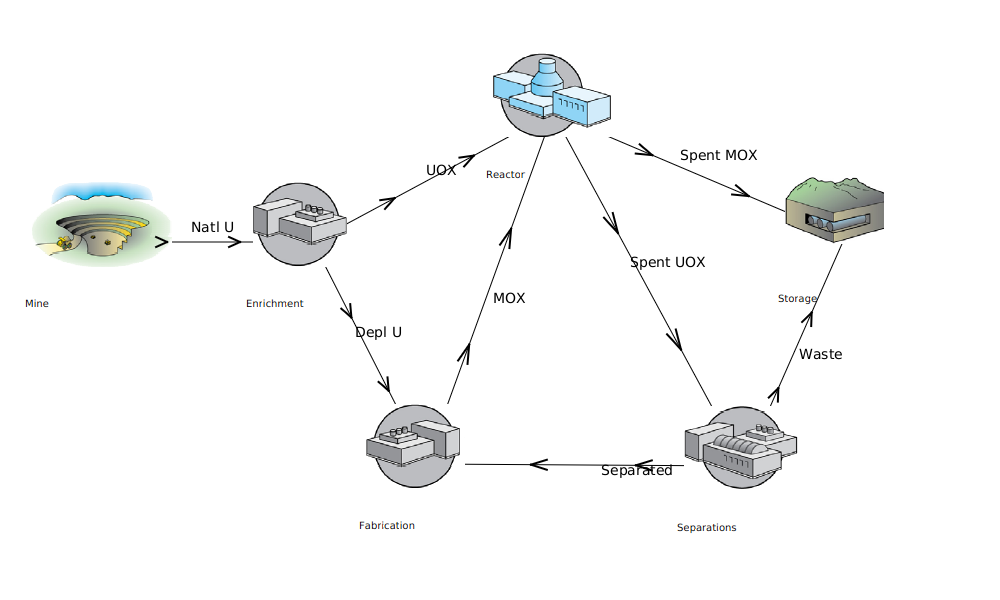 Spent MOX
UOX
Reactor
Natl U
Spent UOX
Mine
Enrichment
MOX
Storage
Depl U
Waste
Separated
Fabrication
Separations